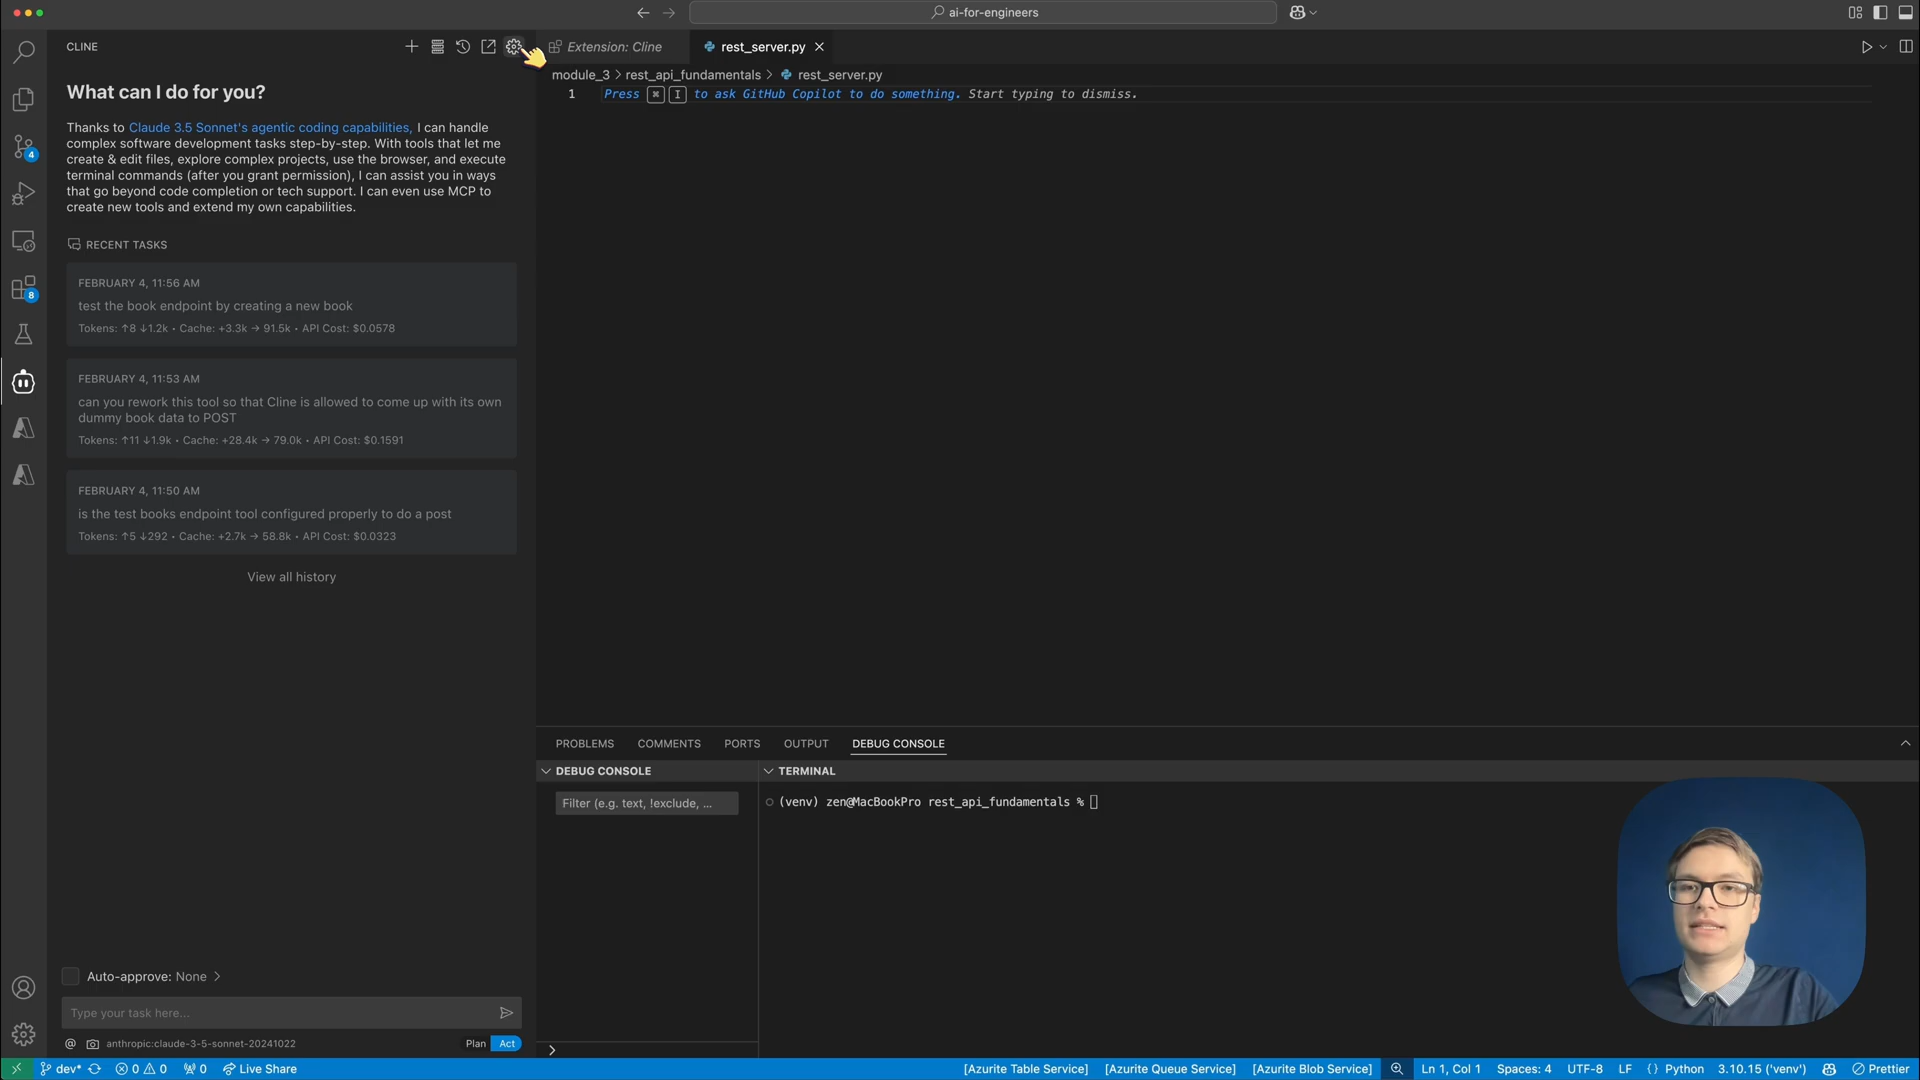 ai-for-engineers
CLINE
Extension: Cline
rest_server.py
module_3 > rest_api_fundamentals > rest_server.py
What can I do for you?
1
Press ⌘ I to ask GitHub Copilot to do something. Start typing to dismiss.
Thanks to Claude 3.5 Sonnet's agentic coding capabilities, I can handle
complex software development tasks step-by-step. With tools that let me
create & edit files, explore complex projects, use the browser, and execute
terminal commands (after you grant permission), I can assist you in ways
that go beyond code completion or tech support. I can even use MCP to
create new tools and extend my own capabilities.
4
8
RECENT TASKS
FEBRUARY 4, 11:56 AM
test the book endpoint by creating a new book
Tokens: ↑8 ↓1.2k • Cache: +3.3k → 91.5k • API Cost: $0.0578
FEBRUARY 4, 11:53 AM
can you rework this tool so that Cline is allowed to come up with its own
dummy book data to POST
Tokens: ↑11 ↓1.9k • Cache: +28.4k → 79.0k • API Cost: $0.1591
FEBRUARY 4, 11:50 AM
is the test books endpoint tool configured properly to do a post
Tokens: ↑5 ↓292 • Cache: +2.7k → 58.8k • API Cost: $0.0323
View all history
PROBLEMS COMMENTS PORTS OUTPUT DEBUG CONSOLE
DEBUG CONSOLE
TERMINAL
Filter (e.g. text, !exclude, ...
(venv) zen@MacBookPro rest_api_fundamentals %
Auto-approve: None >
Type your task here...
@ anthropic:claude-3-5-sonnet-20241022
Plan Act
dev* 0 0 0 Live Share
[Azurite Table Service] [Azurite Queue Service] [Azurite Blob Service] Ln 1, Col 1 Spaces: 4 UTF-8 LF {} Python 3.10.15 ('venv') Prettier